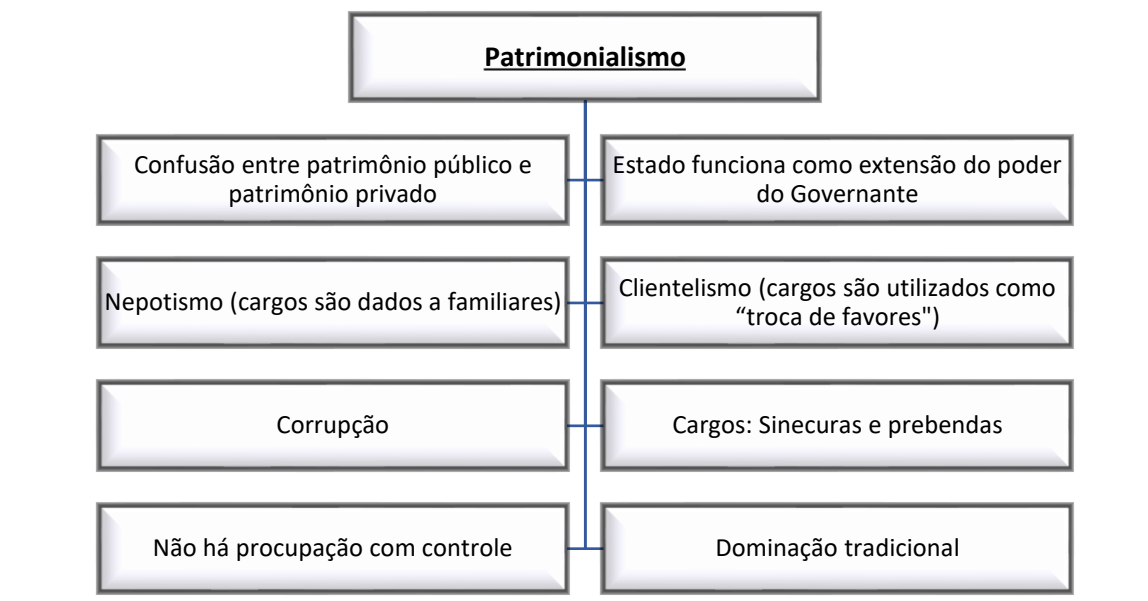 Patrimonialismo
Confusão entre patrimônio público e
patrimônio privado
Estado funciona como extensão do poder
do Governante
Nepotismo (cargos são dados a familiares)
Clientelismo (cargos são utilizados como
“troca de favores")
Corrupção
Cargos: Sinecuras e prebendas
Não há procupação com controle
Dominação tradicional